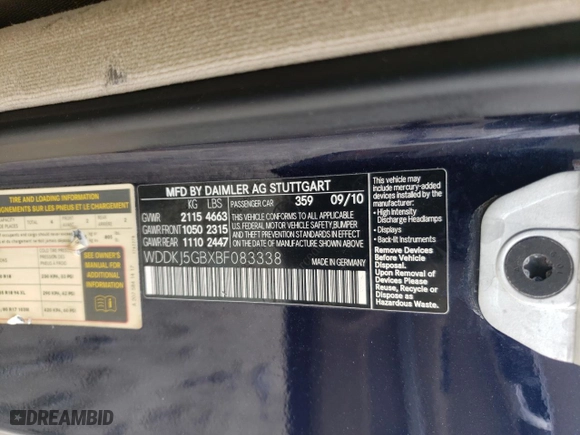 TIRE AND LOADING INFORMATION
SEE OWNER'S
MANUAL FOR
ADDITIONAL
INFORMATION
MFD BY DAIMLER AG STUTTGART
KG LBS PASSENGER CAR 359 09/10
GVWR 2115 4663 THIS VEHICLE CONFORMS TO ALL APPLICABLE
GAWR FRONT 1050 2315 U.S. FEDERAL MOTOR VEHICLE SAFETY, BUMPER
GAWR REAR 1110 2447 AND THEFT PREVENTION STANDARDS IN EFFECT
ON THE DATE OF MANUFACTURE SHOWN ABOVE.
WDDKJ5GBXBF083338
MADE IN GERMANY
This vehicle may include
mercury-added devices
installed by the
manufacturer:
• High Intensity
Discharge Headlamps
• Displays
• Back-lit Instruments
Remove Devices Before
Vehicle Disposal.
Upon Removal of Devices
Please Reuse,
Recycle or Dispose
as Hazardous Waste.
DREAMBID